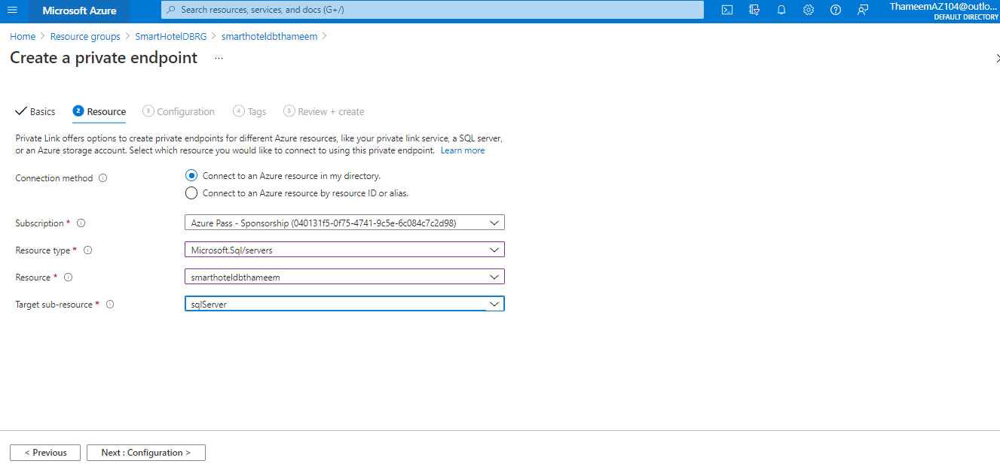 Microsoft Azure
Search resources, services, and docs (G+/)
ThameemAZ104@outlo...
DEFAULT DIRECTORY
Home > Resource groups > SmartHotelDBRG > smarthoteldbthameem >
Create a private endpoint ...
Basics 2 Resource 3 Configuration 4 Tags 5 Review + create
Private Link offers options to create private endpoints for different Azure resources, like your private link service, a SQL server,
or an Azure storage account. Select which resource you would like to connect to using this private endpoint. Learn more
Connection method
Connect to an Azure resource in my directory.
Connect to an Azure resource by resource ID or alias.
Subscription *
Azure Pass - Sponsorship (040131f5-0f75-4741-9c5e-6c084c7c2d98)
Resource type *
Microsoft.Sql/servers
Resource *
smarthoteldbthameem
Target sub-resource *
sqlServer
< Previous
Next : Configuration >